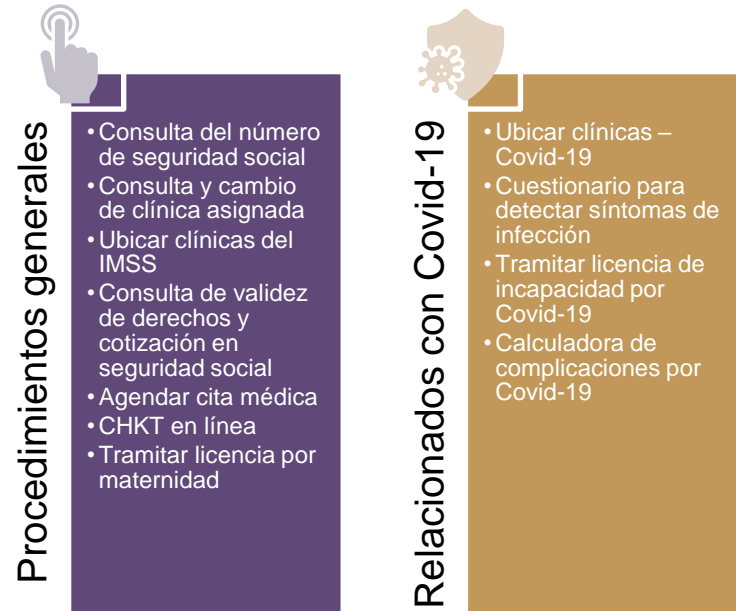 Procedimientos generales
•Consulta del número
de seguridad social
•Consulta y cambio
de clínica asignada
•Ubicar clínicas del
IMSS
•Consulta de validez
de derechos y
cotización en
seguridad social
•Agendar cita médica
•CHKT en línea
•Tramitar licencia por
maternidad
Relacionados con Covid-19
•Ubicar clínicas –
Covid-19
•Cuestionario para
detectar síntomas de
infección
•Tramitar licencia de
incapacidad por
Covid-19
•Calculadora de
complicaciones por
Covid-19